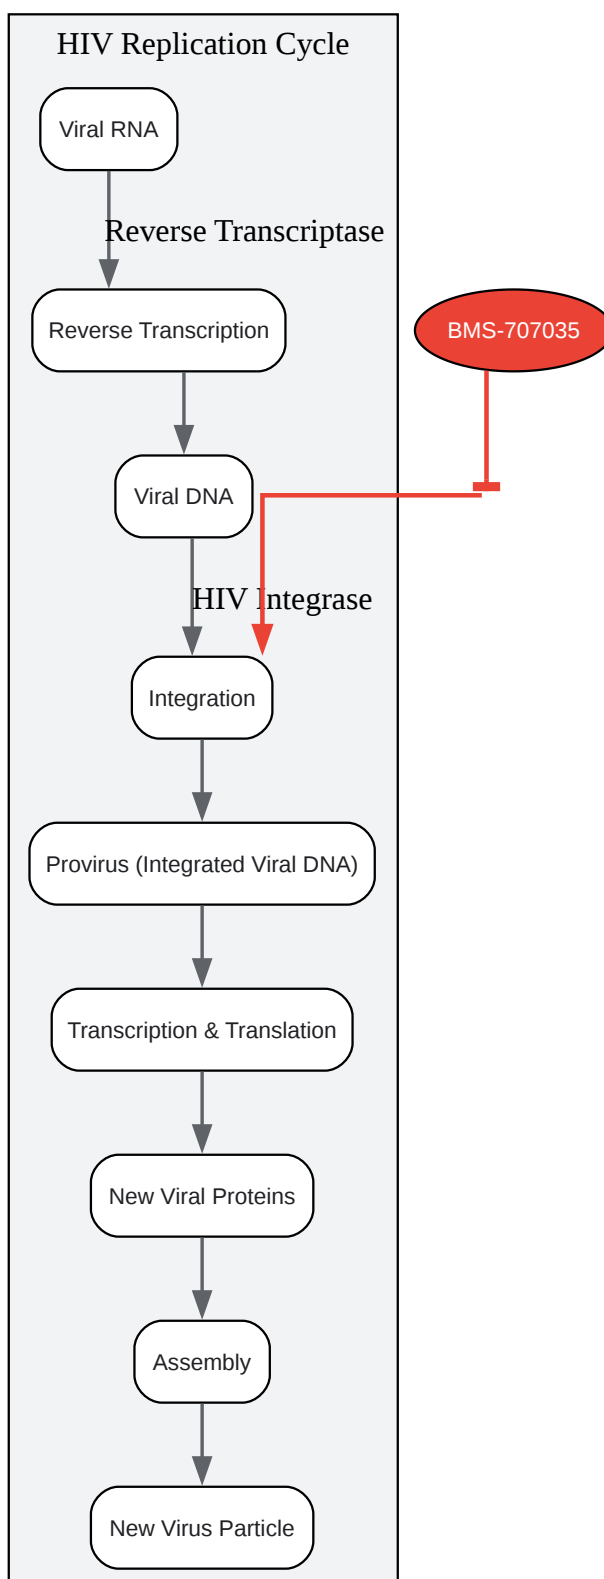 HIV Replication Cycle
Viral RNA
Reverse Transcriptase
Reverse Transcription
BMS-707035
Viral DNA
HIV Integrase
Integration
Provirus (Integrated Viral DNA)
Transcription & Translation
New Viral Proteins
Assembly
New Virus Particle